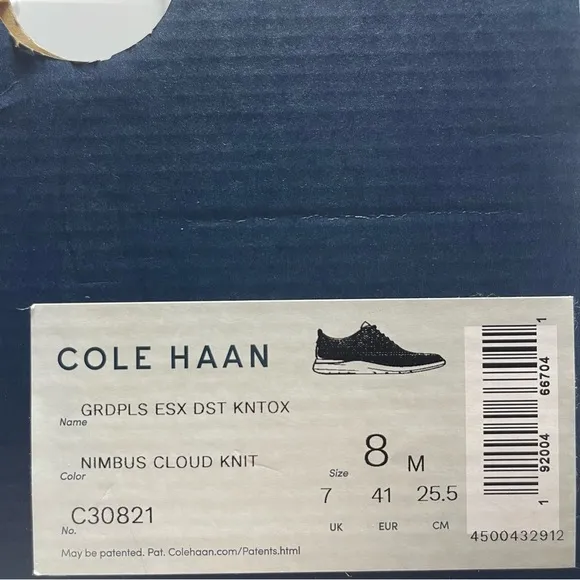 COLE HAAN
Name GRDPLS ESX DST KNTOX
Color NIMBUS CLOUD KNIT
Size 8 M
7 41 25.5
UK EUR CM
No. C30821
May be patented. Pat. Colehaan.com/Patents.html
1 92004 66704 1
4500432912